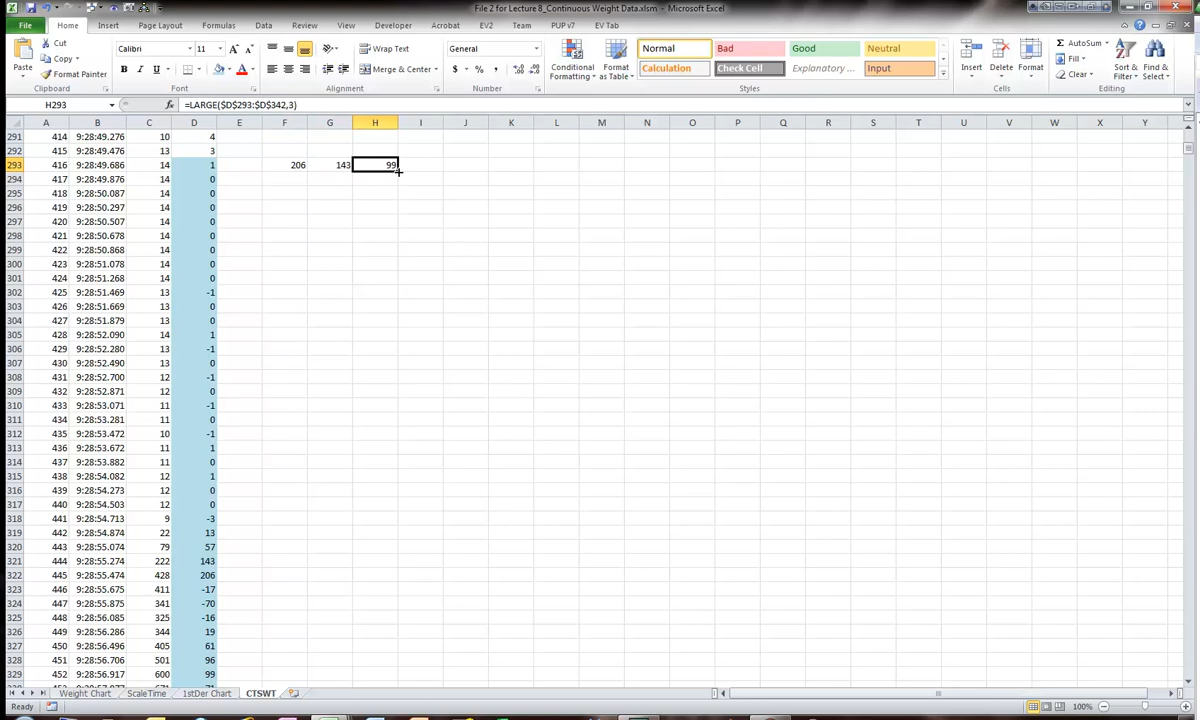 File 2 for Lecture 8_Continuous Weight Data.xlsm - Microsoft Excel
File Home Insert Page Layout Formulas Data Review View Developer Acrobat EV2 Team PUP v7 EV Tab
Cut
Copy
Format Painter
Paste
Clipboard
Calibri 11
Font
Wrap Text
Merge & Center
Alignment
General
Number
Conditional Formatting
Format as Table
Normal Bad Good Neutral
Calculation Check Cell Explanatory ... Input
Styles
Insert Delete Format
Cells
AutoSum
Fill
Clear
Sort & Filter
Find & Select
Editing
H293 fx =LARGE($D$293:$D$342,3)
A B C D E F G H I J K L M N O P Q R S T U V W X Y
291 414 9:28:49.276 10 4
292 415 9:28:49.476 13 3
293 416 9:28:49.686 14 1 206 143 99
294 417 9:28:49.876 14 0
295 418 9:28:50.087 14 0
296 419 9:28:50.297 14 0
297 420 9:28:50.507 14 0
298 421 9:28:50.678 14 0
299 422 9:28:50.868 14 0
300 423 9:28:51.078 14 0
301 424 9:28:51.268 14 0
302 425 9:28:51.469 13 -1
303 426 9:28:51.669 13 0
304 427 9:28:51.879 13 0
305 428 9:28:52.090 14 1
306 429 9:28:52.280 13 -1
307 430 9:28:52.490 13 0
308 431 9:28:52.700 12 -1
309 432 9:28:52.871 12 0
310 433 9:28:53.071 11 -1
311 434 9:28:53.281 11 0
312 435 9:28:53.472 10 -1
313 436 9:28:53.672 11 1
314 437 9:28:53.882 11 0
315 438 9:28:54.082 12 1
316 439 9:28:54.273 12 0
317 440 9:28:54.503 12 0
318 441 9:28:54.713 9 -3
319 442 9:28:54.874 22 13
320 443 9:28:55.074 79 57
321 444 9:28:55.274 222 143
322 445 9:28:55.474 428 206
323 446 9:28:55.675 411 -17
324 447 9:28:55.875 341 -70
325 448 9:28:56.085 325 -16
326 449 9:28:56.286 344 19
327 450 9:28:56.496 405 61
328 451 9:28:56.706 501 96
329 452 9:28:56.917 600 99
Weight Chart ScaleTime 1stDer Chart CTSWT
Ready 100%